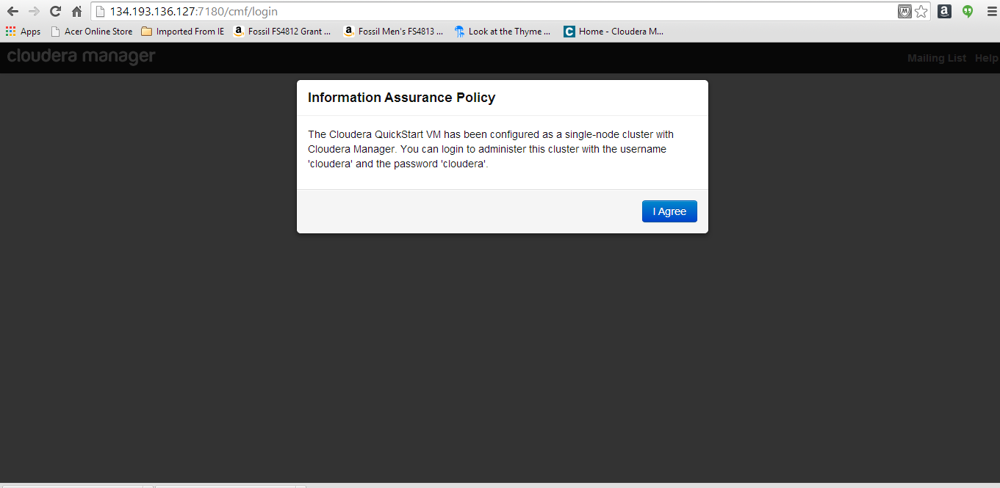 134.193.136.127:7180/cmf/login
Apps Acer Online Store Imported From IE Fossil FS4812 Grant ... Fossil Men's FS4813 ... Look at the Thyme ... Home - Cloudera M...
cloudera manager Mailing List Help
Information Assurance Policy
The Cloudera QuickStart VM has been configured as a single-node cluster with
Cloudera Manager. You can login to administer this cluster with the username
'cloudera' and the password 'cloudera'.
I Agree